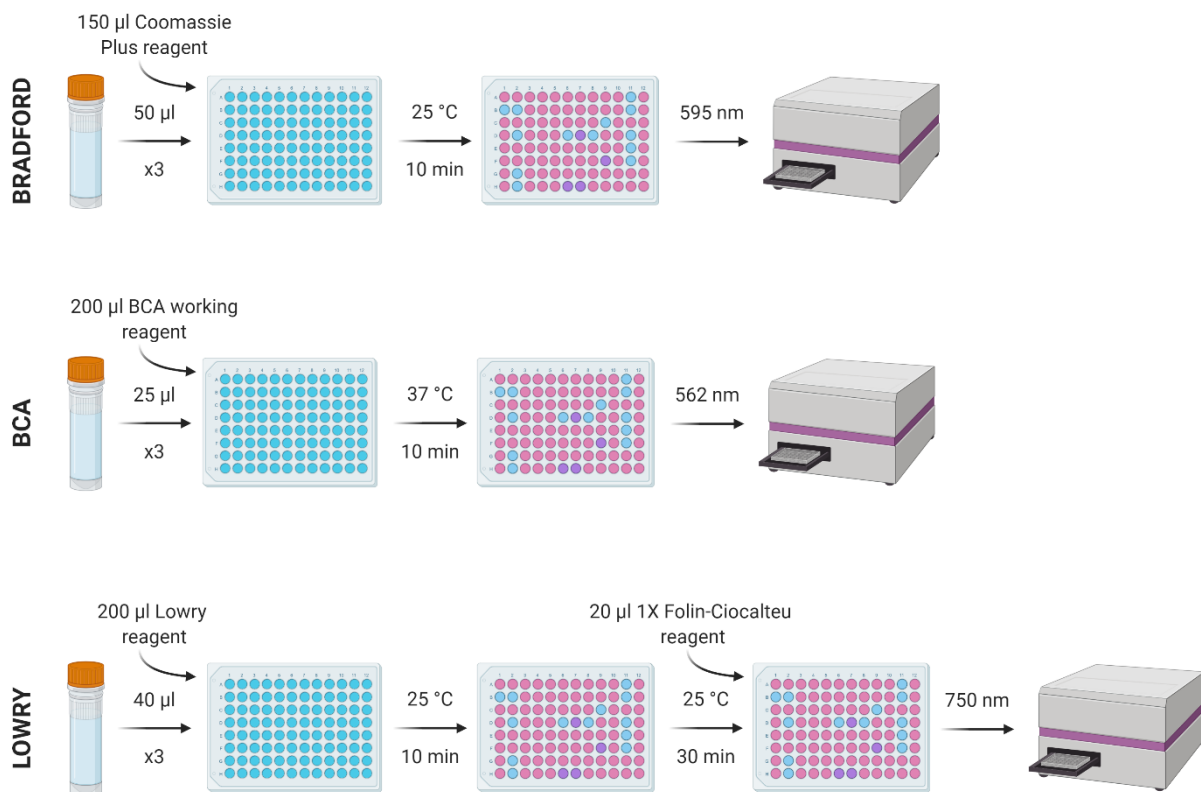 BRADFORD
150 µl Coomassie
Plus reagent
50 µl
x3
25 °C
10 min
595 nm
BCA
200 µl BCA working
reagent
25 µl
x3
37 °C
10 min
562 nm
LOWRY
200 µl Lowry
reagent
40 µl
x3
25 °C
10 min
20 µl 1X Folin-Ciocalteu
reagent
25 °C
30 min
750 nm